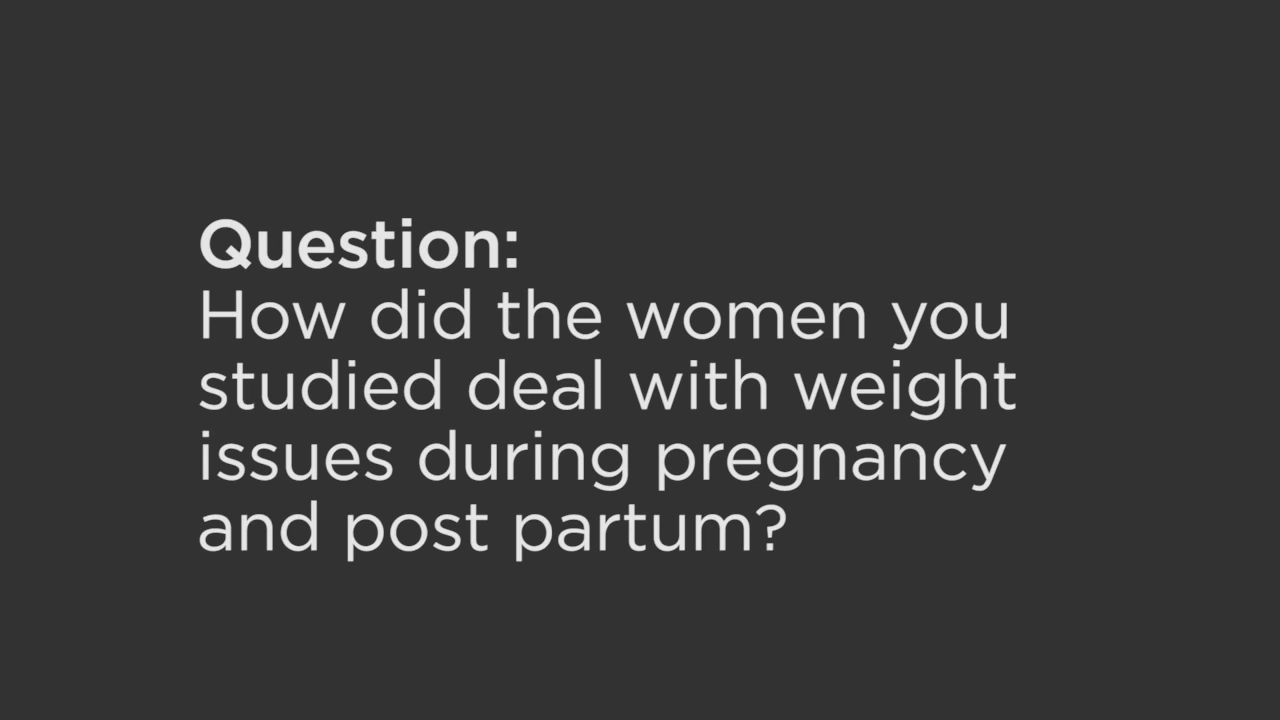 Question:
How did the women you
studied deal with weight
issues during pregnancy
and post partum?